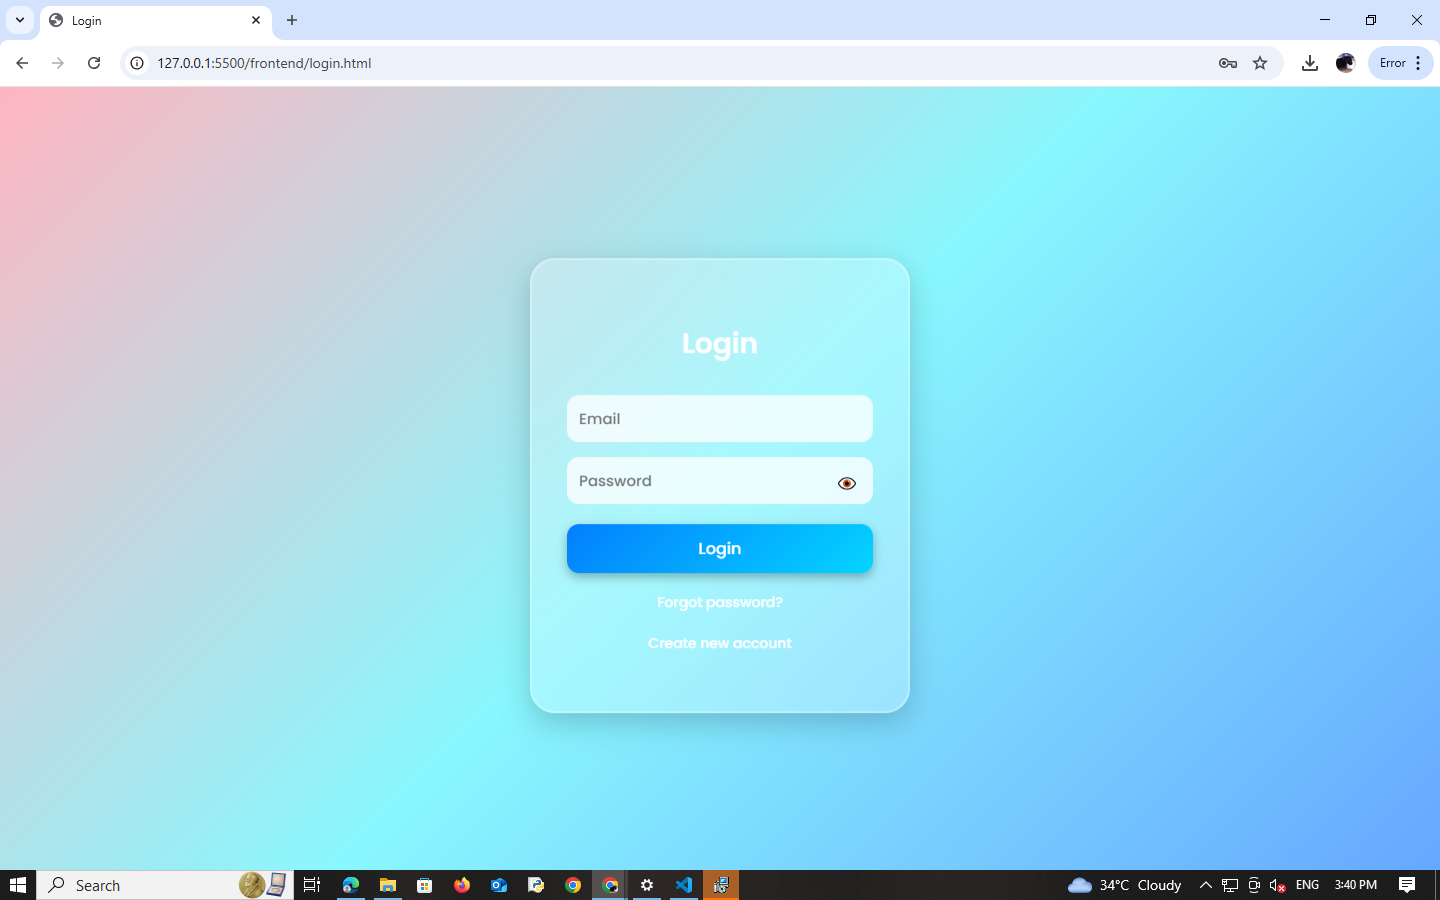 Login
127.0.0.1:5500/frontend/login.html
Error
Login
Email
Password
Login
Forgot password?
Create new account
Search
34°C Cloudy
ENG
3:40 PM